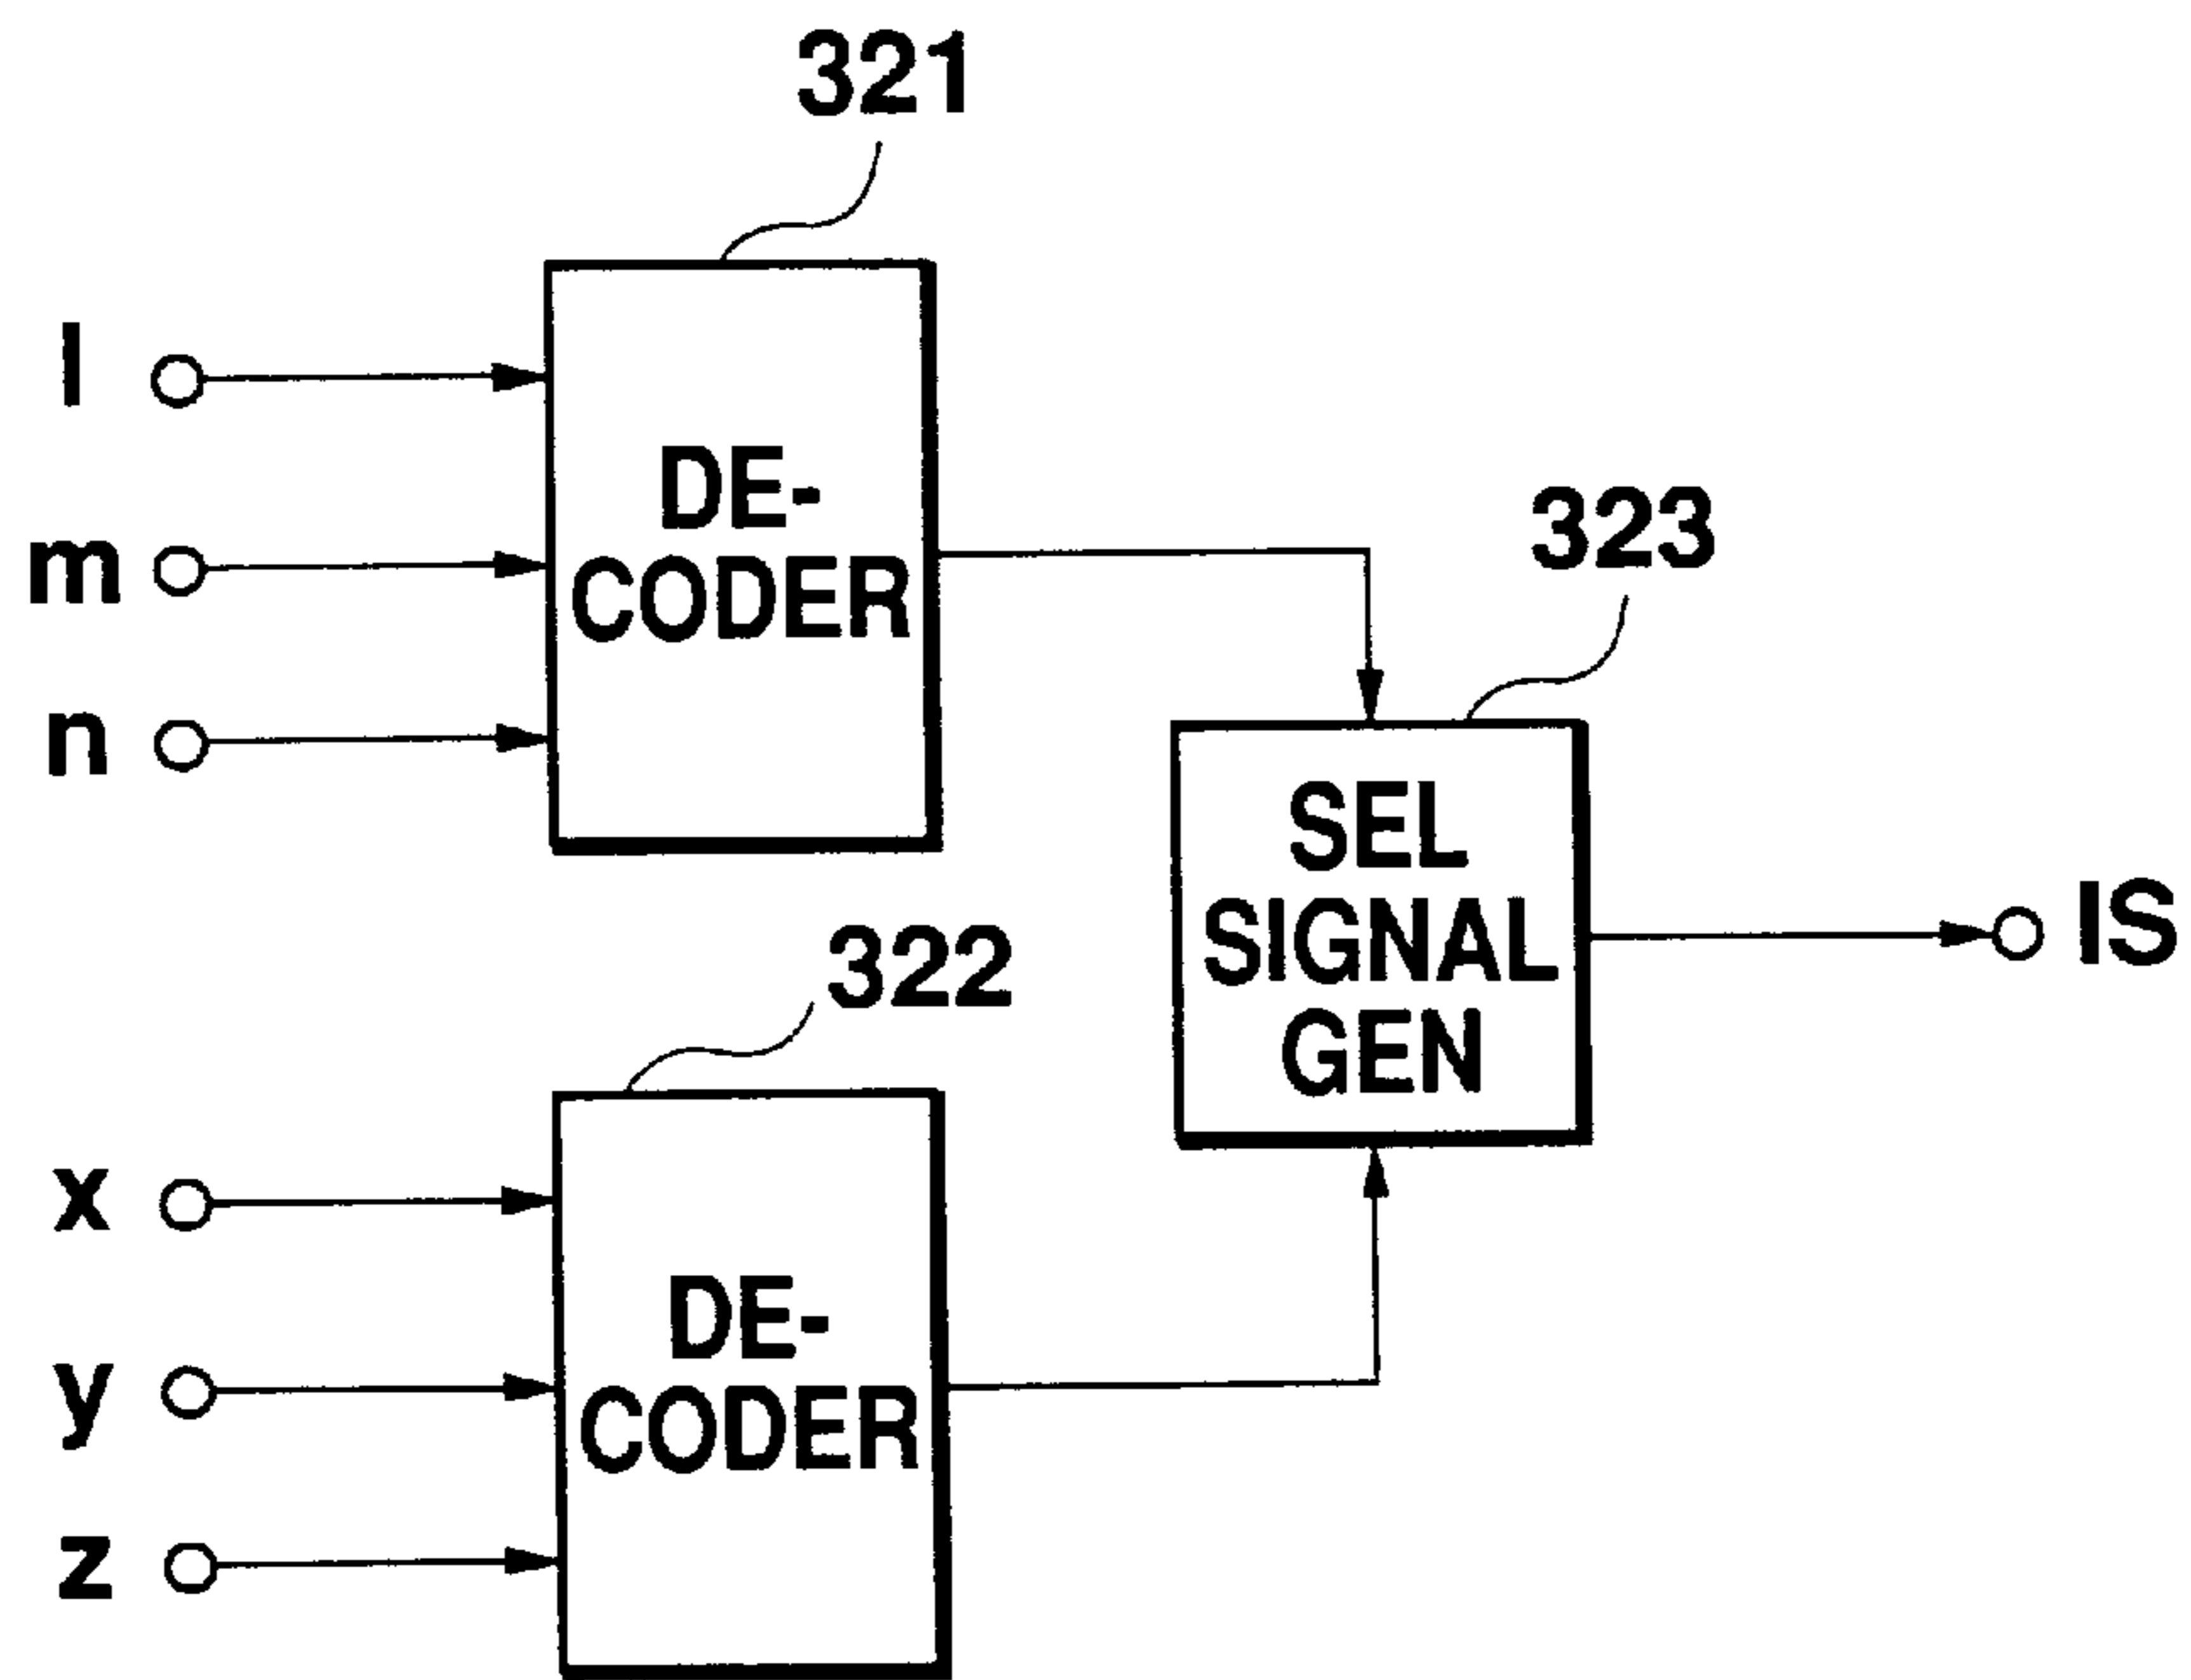 321
l
m
n
DE-
CODER
323
SEL
SIGNAL
GEN
IS
322
x
y
z
DE-
CODER